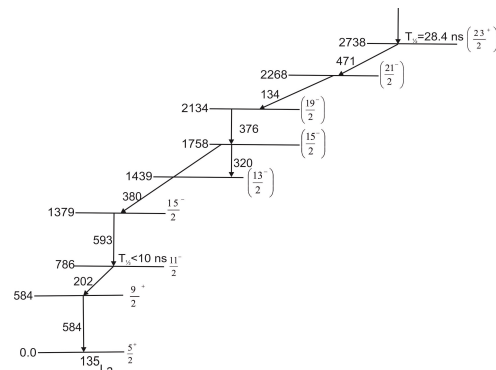 2738 T½=28.4 ns (23/2 +)
471
2268 (21/2 -)
134
2134 (19/2 -)
376
1758 (15/2 -)
320
1439 (13/2 -)
380
1379 15/2 -
593
786 T½<10 ns 11/2 -
202
584 9/2 +
584
0.0 5/2 +
135